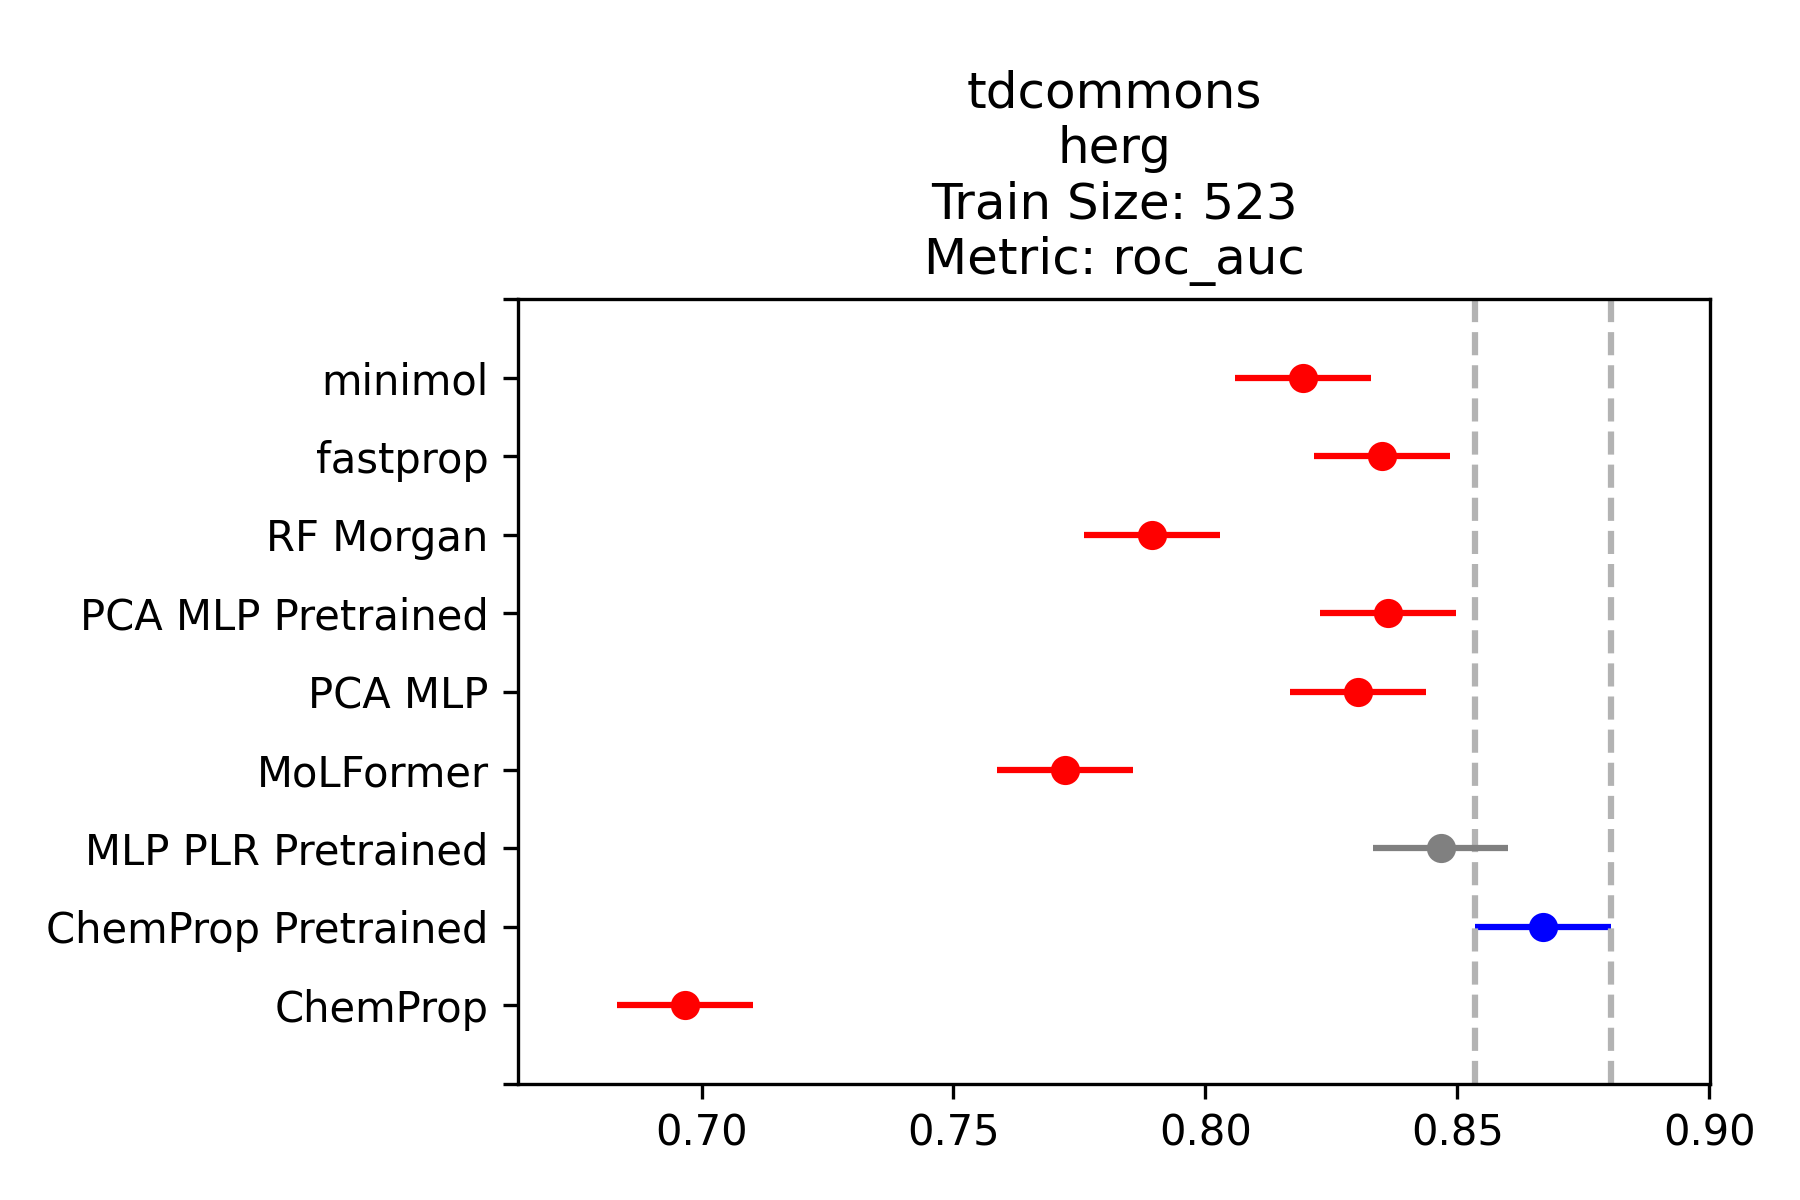 tdcommons
herg
Train Size: 523
Metric: roc_auc
minimol
fastprop
RF Morgan
PCA MLP Pretrained
PCA MLP
MoLFormer
MLP PLR Pretrained
ChemProp Pretrained
ChemProp
0.70 0.75 0.80 0.85 0.90